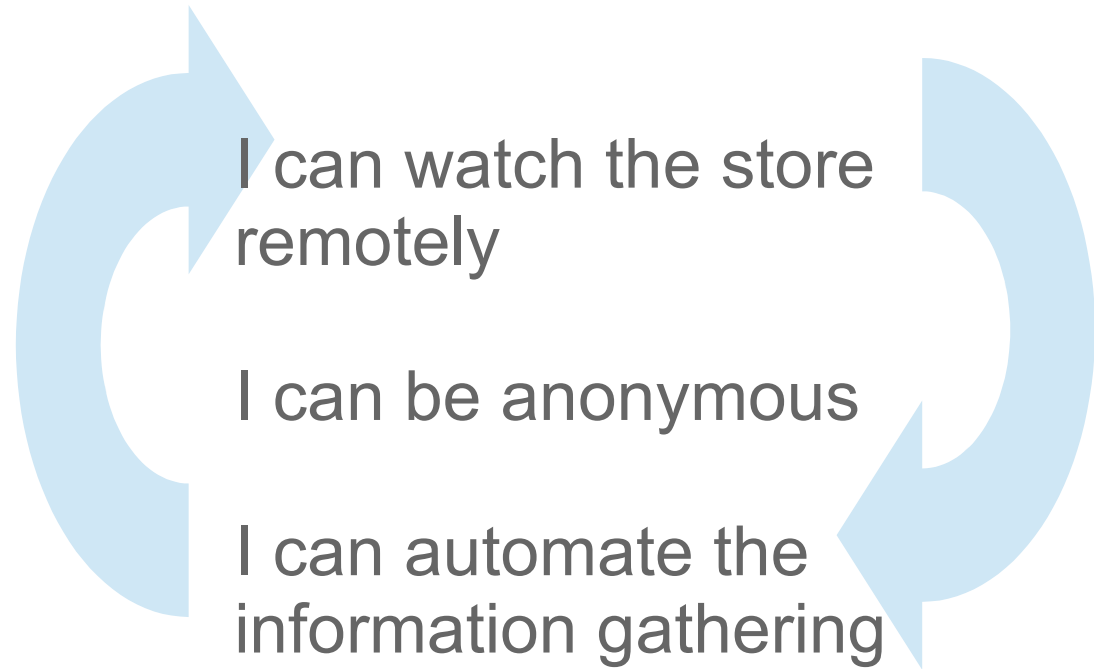 I can watch the store
remotely
I can be anonymous
I can automate the
information gathering